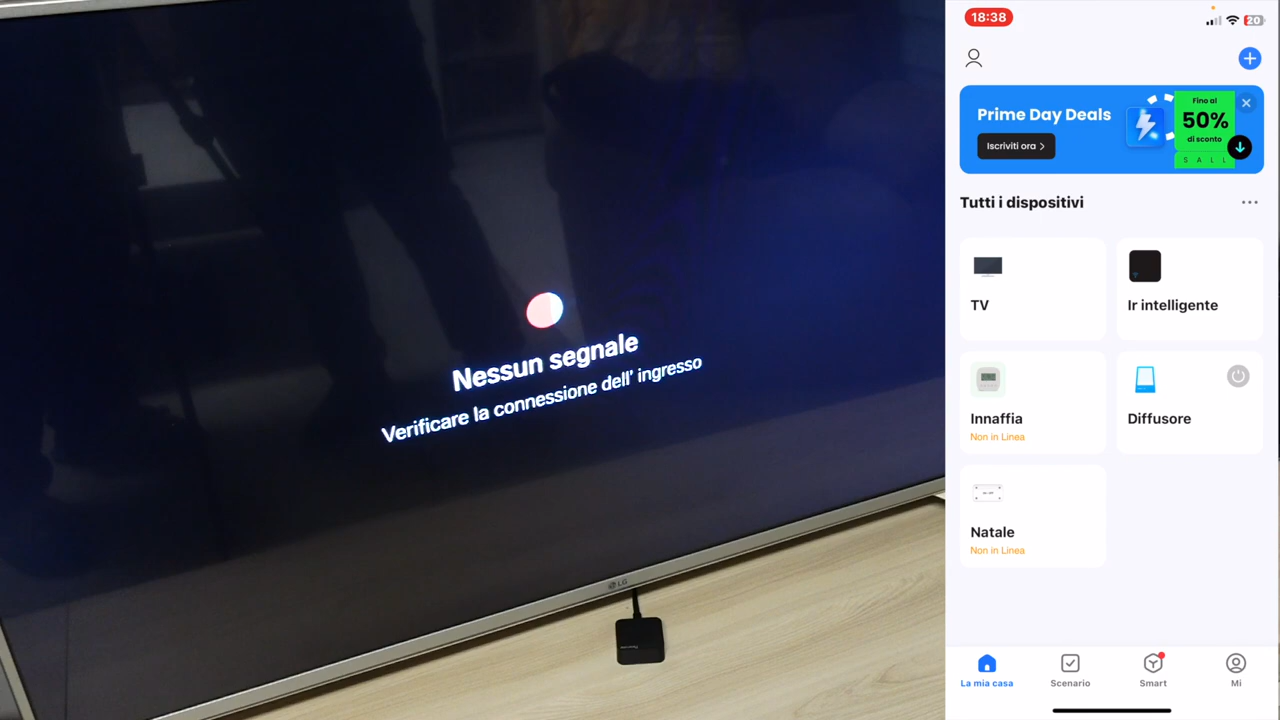 Nessun segnale
Verificare la connessione dell' ingresso
LG
18:38
20
Prime Day Deals
Iscriviti ora
Fino al
50%
di sconto
S A L L
Tutti i dispositivi
TV
Ir intelligente
Innaffia
Non in Linea
Diffusore
Natale
Non in Linea
La mia casa
Scenario
Smart
Mi